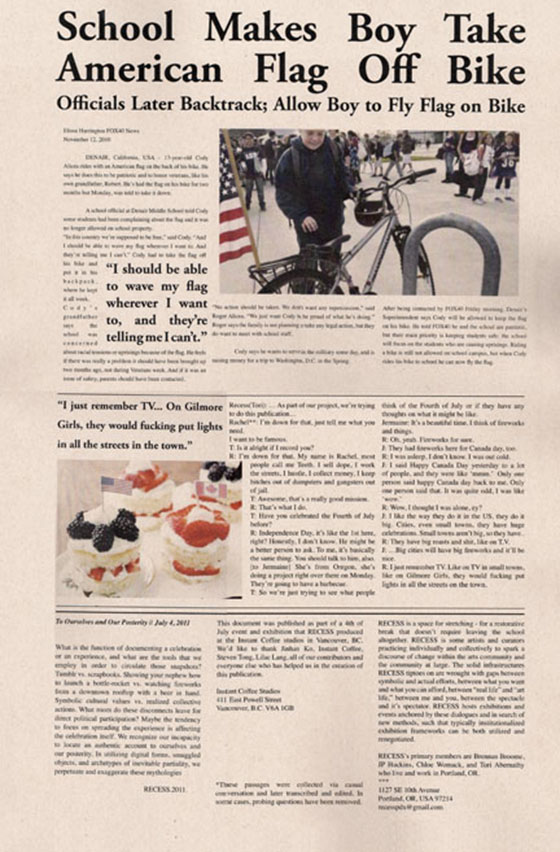 School Makes Boy Take
American Flag Off Bike
Officials Later Backtrack; Allow Boy to Fly Flag on Bike
Elissa Harrington FOX40 News
November 12, 2010
DENAIR, California, USA - 13-year-old Cody
Alicea rides with an American flag on the back of his bike. He
says he does this to be patriotic and to honor veterans, like his
own grandfather, Robert. He's had the flag on his bike for two
months but Monday, was told to take it down.
A school official at Denair Middle School told Cody
some students had been complaining about the flag and it was
no longer allowed on school property.
"In this country we're supposed to be free," said Cody. "And
I should be able to wave my flag wherever I want to. And
they're telling me I can't." Cody had to take the flag off
his bike and
put it in his
backpack,
where he kept
it all week.
Cody's
grandfather
says the
school was
concerned
about racial tensions or uprisings because of the flag. He feels
if there was really a problem it should have been brought up
two months ago, not during Veterans week. And if it was an
issue of safety, parents should have been contacted.
"I should be able
to wave my flag
wherever I want
to, and they're
telling me I can't."
"No action should be taken. We don't want any repercussion," said
Roger Alicea. "We just want Cody to be proud of what he's doing."
Roger says the family is not planning to take any legal action, but they
do want to meet with school staff.
Cody says he wants to serve in the military some day, and is
raising money for a trip to Washington, D.C. in the Spring.
After being contacted by FOX40 Friday morning, Denair's
Superintendent says Cody will be allowed to keep the flag
on his bike. He told FOX40 he and the school are patriotic,
but their main priority is keeping students safe; the school
will focus on the students who are causing uprisings. Riding
a bike is still not allowed on school campus, but when Cody
rides his bike to school he can now fly the flag.
"I just remember TV... On Gilmore
Girls, they would fucking put lights
in all the streets in the town."
Recess(Tori): ... As part of our project, we're trying
to do this publication...
Rachel**: I'm down for that, just tell me what you
need.
I want to be famous.
T: Is it alright if I record you?
R: I'm down for that. My name is Rachel, most
people call me Teeth. I sell dope, I work
the streets, I hustle, I collect money, I keep
bitches out of dumpsters and gangsters out
of jail.
T: Awesome, that's a really good mission.
R: That's what I do.
T: Have you celebrated the Fourth of July
before?
R: Independence Day, it's like the 1st here,
right? Honestly, I don't know. He might be
a better person to ask. To me, it's basically
the same thing. You should talk to him, also,
[to Jermaine] She's from Oregon, she's
doing a project right over there on Monday.
They're going to have a barbecue.
T: So we're just trying to see what people
think of the Fourth of July or if they have any
thoughts on what it might be like.
Jermaine: It's a beautiful time. I think of fireworks
and things.
R: Oh, yeah. Fireworks for sure.
J: They had fireworks here for Canada day, too.
R: I was asleep, I don't know. I was out cold.
J: I said Happy Canada day yesterday to a lot
of people, and they were like 'mmm.' Only one
person said happy Canada day back to me. Only
one person said that. It was quite odd, I was like
'wow.'
R: Wow, I thought I was alone, ey?
J: I like the way they do it in the US, they do it
big. Cities, even small towns, they have huge
celebrations. Small towns aren't big, so they have..
R: They have big roasts and shit, like on T.V.
J: ...Big cities will have big fireworks and it'll be
nice.
R: I just remember TV. Like on TV in small towns,
like on Gilmore Girls, they would fucking put
lights in all the streets in the town.
To Ourselves and Our Posterity // July 4, 2011
What is the function of documenting a celebration
or an experience, and what are the tools that we
employ in order to circulate those snapshots?
Tumblr vs. scrapbooks. Showing your nephew how
to launch a bottle-rocket vs. watching fireworks
from a downtown rooftop with a beer in hand.
Symbolic cultural values vs. realized collective
actions. What room do these disconnects leave for
direct political participation? Maybe the tendency
to focus on spreading the experience is affecting
the celebration itself. We recognize our incapacity
to locate an authentic account to ourselves and
our posterity. In utilizing digital forms, smuggled
objects, and archetypes of inevitable partiality, we
perpetuate and exaggerate these mythologies
RECESS.2011.
This document was published as part of a 4th of
July event and exhibition that RECESS produced
at the Instant Coffee studios in Vancouver, BC.
We'd like to thank Jinhan Ko, Instant Coffee,
Steven Tong, Lilac Lang, all of our contributors and
everyone else who has helped us in the creation of
this publication.
Instant Coffee Studios
411 East Powell Street
Vancouver, B.C. V6A 1GB
*These passages were collected via casual
conversation and later transcribed and edited. In
some cases, probing questions have been removed.
RECESS is a space for stretching - for a restorative
break that doesn't require leaving the school
altogether. RECESS is some artists and curators
practicing individually and collectively to spark a
discourse of change within the arts community and
the community at large. The solid infrastructures
RECESS tiptoes on are wrought with gaps between
symbolic and actual efforts, between what you want
and what you can afford, between "real life" and "art
life," between me and you, between the spectacle
and it's spectator. RECESS hosts exhibitions and
events anchored by these dialogues and in search of
new methods, such that typically institutionalized
exhibition frameworks can be both utilized and
renegotiated.
RECESS's primary members are Brennan Broome,
JP Huckins, Chloe Womack, and Tori Abernathy
who live and work in Portland, OR.
***
1127 SE 10th Avenue
Portland, OR, USA 97214
recesspdx@gmail.com